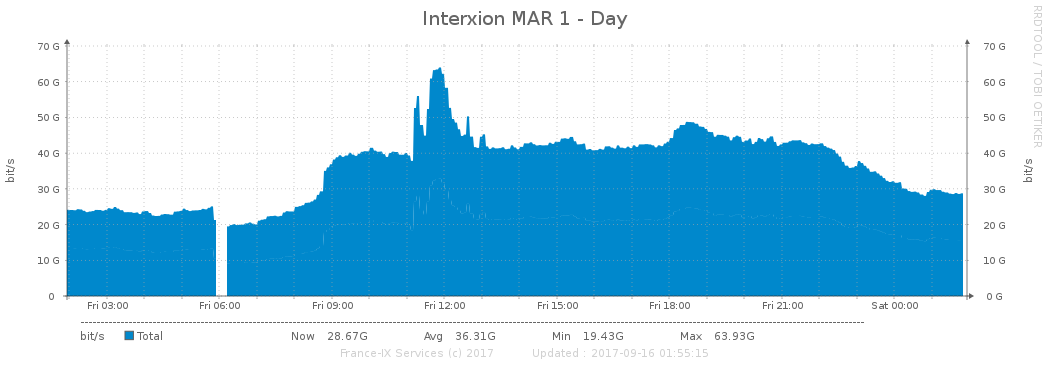 Interxion MAR 1 - Day
RRDTOOL / TOBI OETIKER
70 G 70 G
60 G 60 G
50 G 50 G
40 G 40 G
30 G 30 G
20 G 20 G
10 G 10 G
0 0 G
bit/s bit/s
Fri 03:00 Fri 06:00 Fri 09:00 Fri 12:00 Fri 15:00 Fri 18:00 Fri 21:00 Sat 00:00
bit/s Total Now 28.67G Avg 36.31G Min 19.43G Max 63.93G
France-IX Services (c) 2017 Updated : 2017-09-16 01:55:15